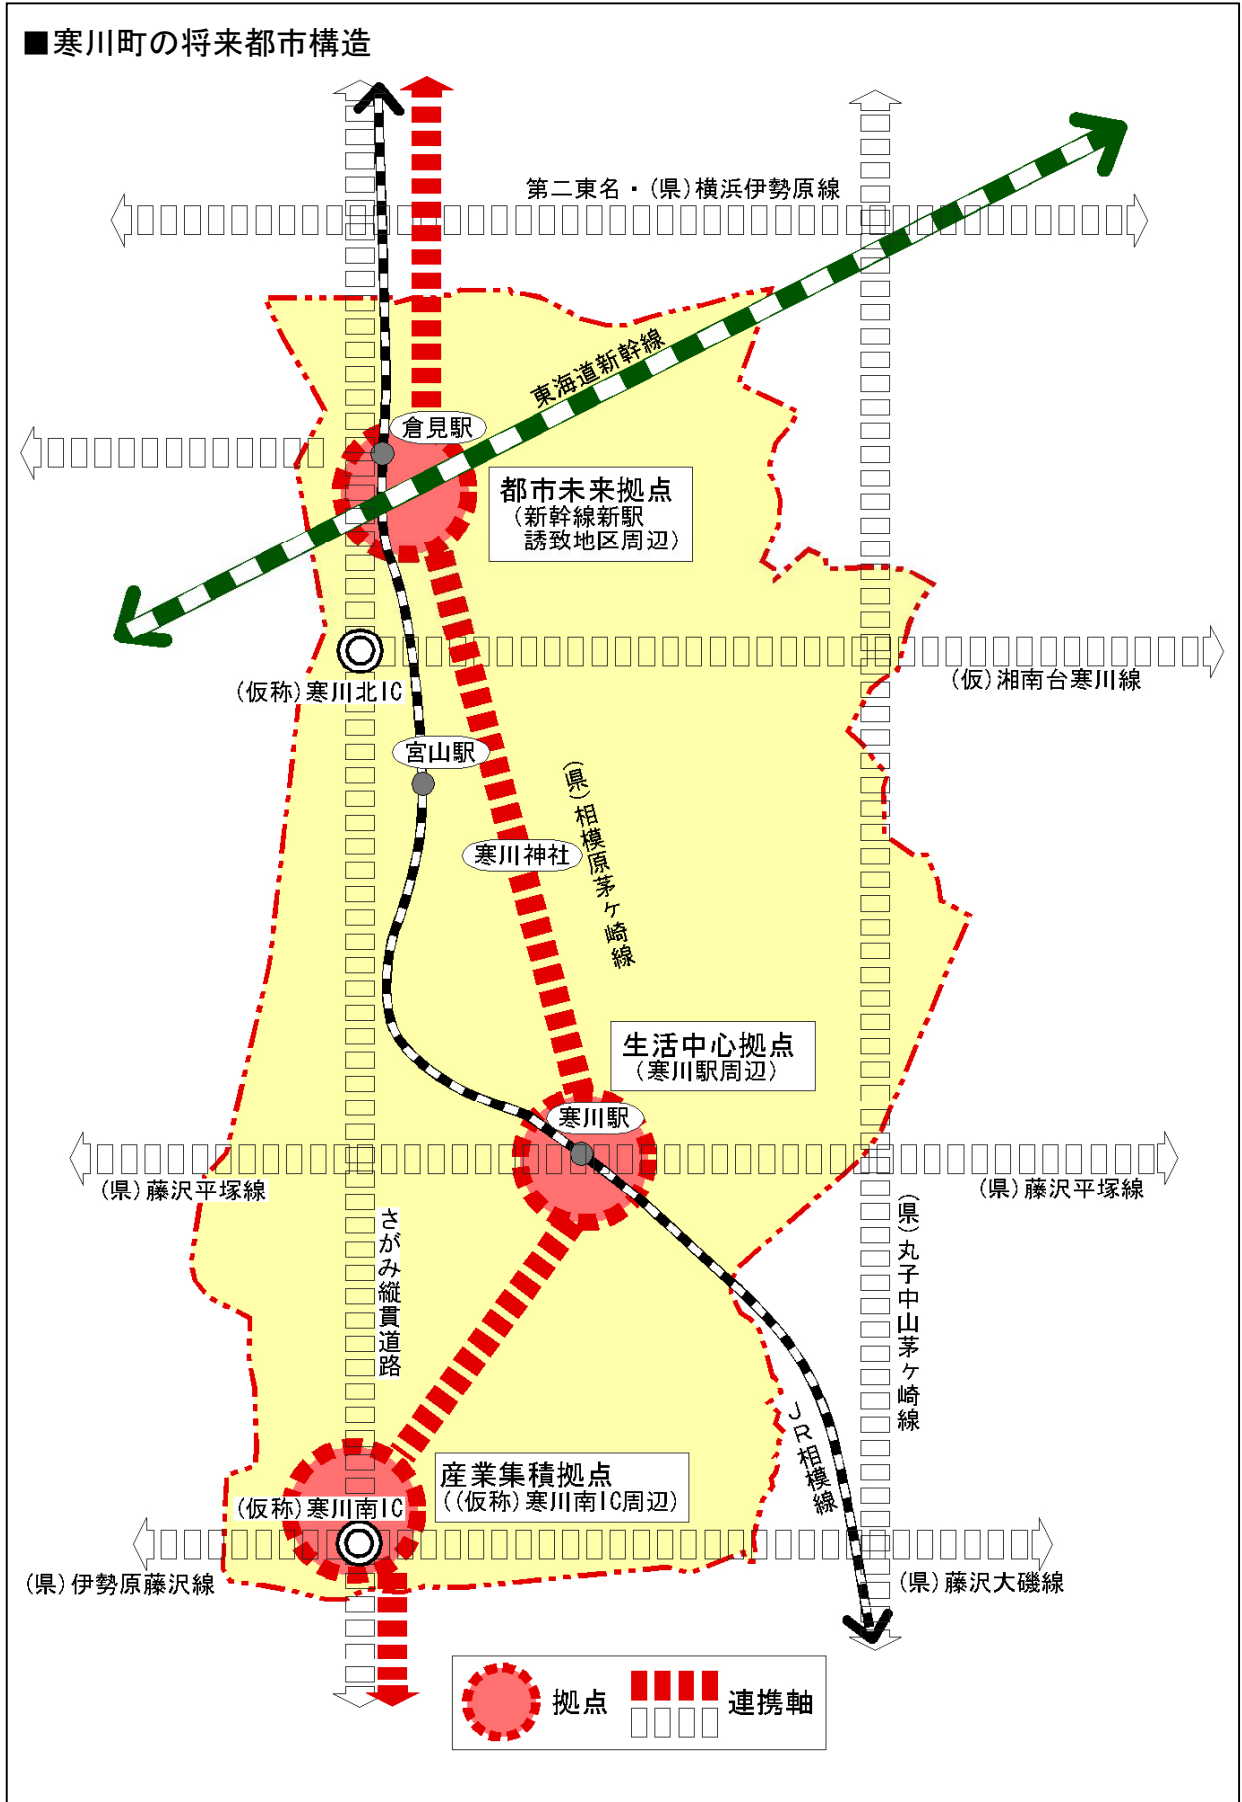 ■寒川町の将来都市構造
第二東名・(県)横浜伊勢原線
東海道新幹線
倉見駅
都市未来拠点
(新幹線新駅
誘致地区周辺)
(仮称)寒川北IC
(仮)湘南台寒川線
宮山駅
(県)相模原茅ヶ崎線
寒川神社
生活中心拠点
(寒川駅周辺)
寒川駅
(県)藤沢平塚線
(県)藤沢平塚線
さがみ縦貫道路
(県)丸子中山茅ヶ崎線
JR相模線
産業集積拠点
((仮称)寒川南IC周辺)
(仮称)寒川南IC
(県)伊勢原藤沢線
(県)藤沢大磯線
拠点
連携軸